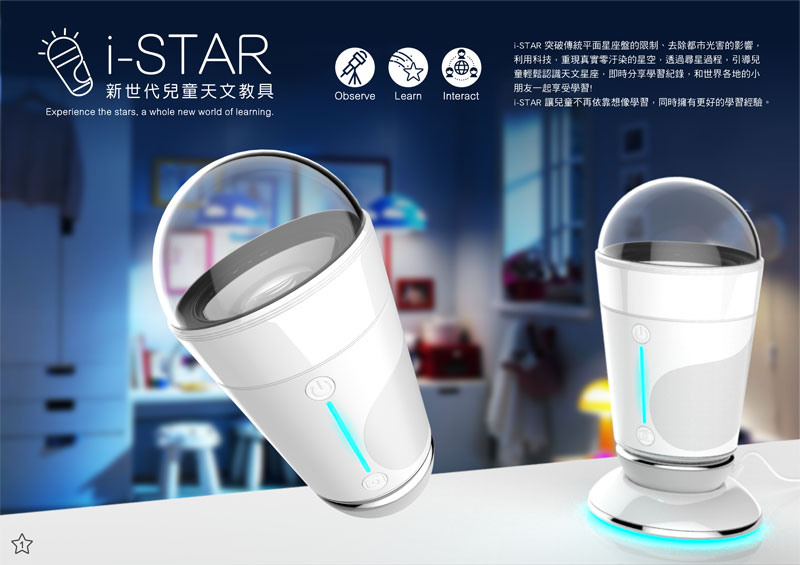 i-STAR
新世代兒童天文教具
Experience the stars, a whole new world of learning.
Observe
Learn
Interact
i-STAR 突破傳統平面星座盤的限制、去除都市光害的影響，
利用科技，重現真實零汙染的星空，透過尋星過程，引導兒
童輕鬆認識天文星座，即時分享學習紀錄，和世界各地的小
朋友一起享受學習!
i-STAR 讓兒童不再依靠想像學習，同時擁有更好的學習經驗。
1